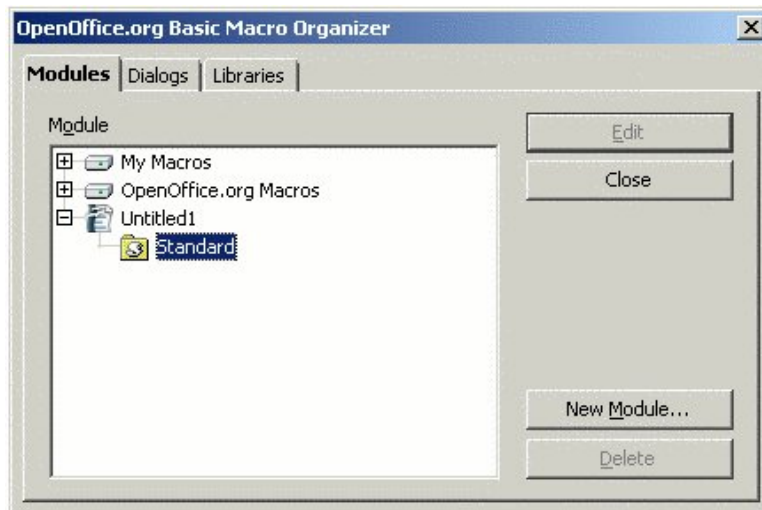 OpenOffice.org Basic Macro Organizer
Modules Dialogs Libraries
Module
My Macros
OpenOffice.org Macros
Untitled1
Standard
Edit
Close
New Module...
Delete